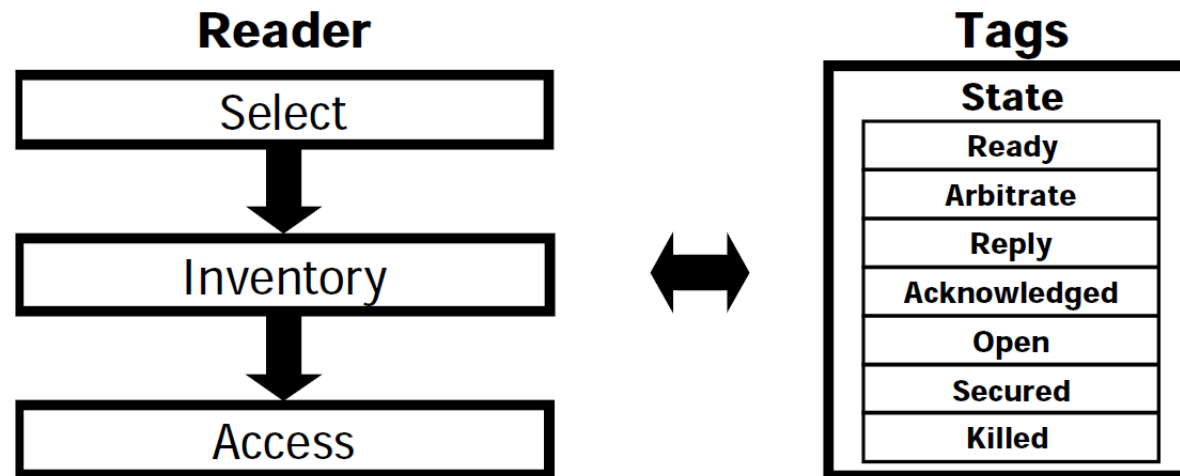 Reader
Select
Inventory
Access
Tags
State
Ready
Arbitrate
Reply
Acknowledged
Open
Secured
Killed